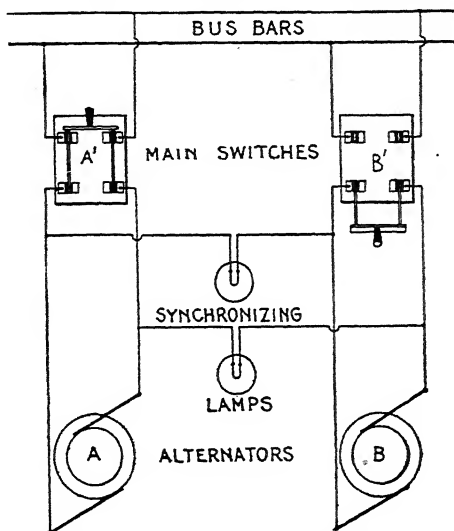 BUS BARS
A'
MAIN SWITCHES
B'
SYNCHRONIZING
LAMPS
A
ALTERNATORS
B